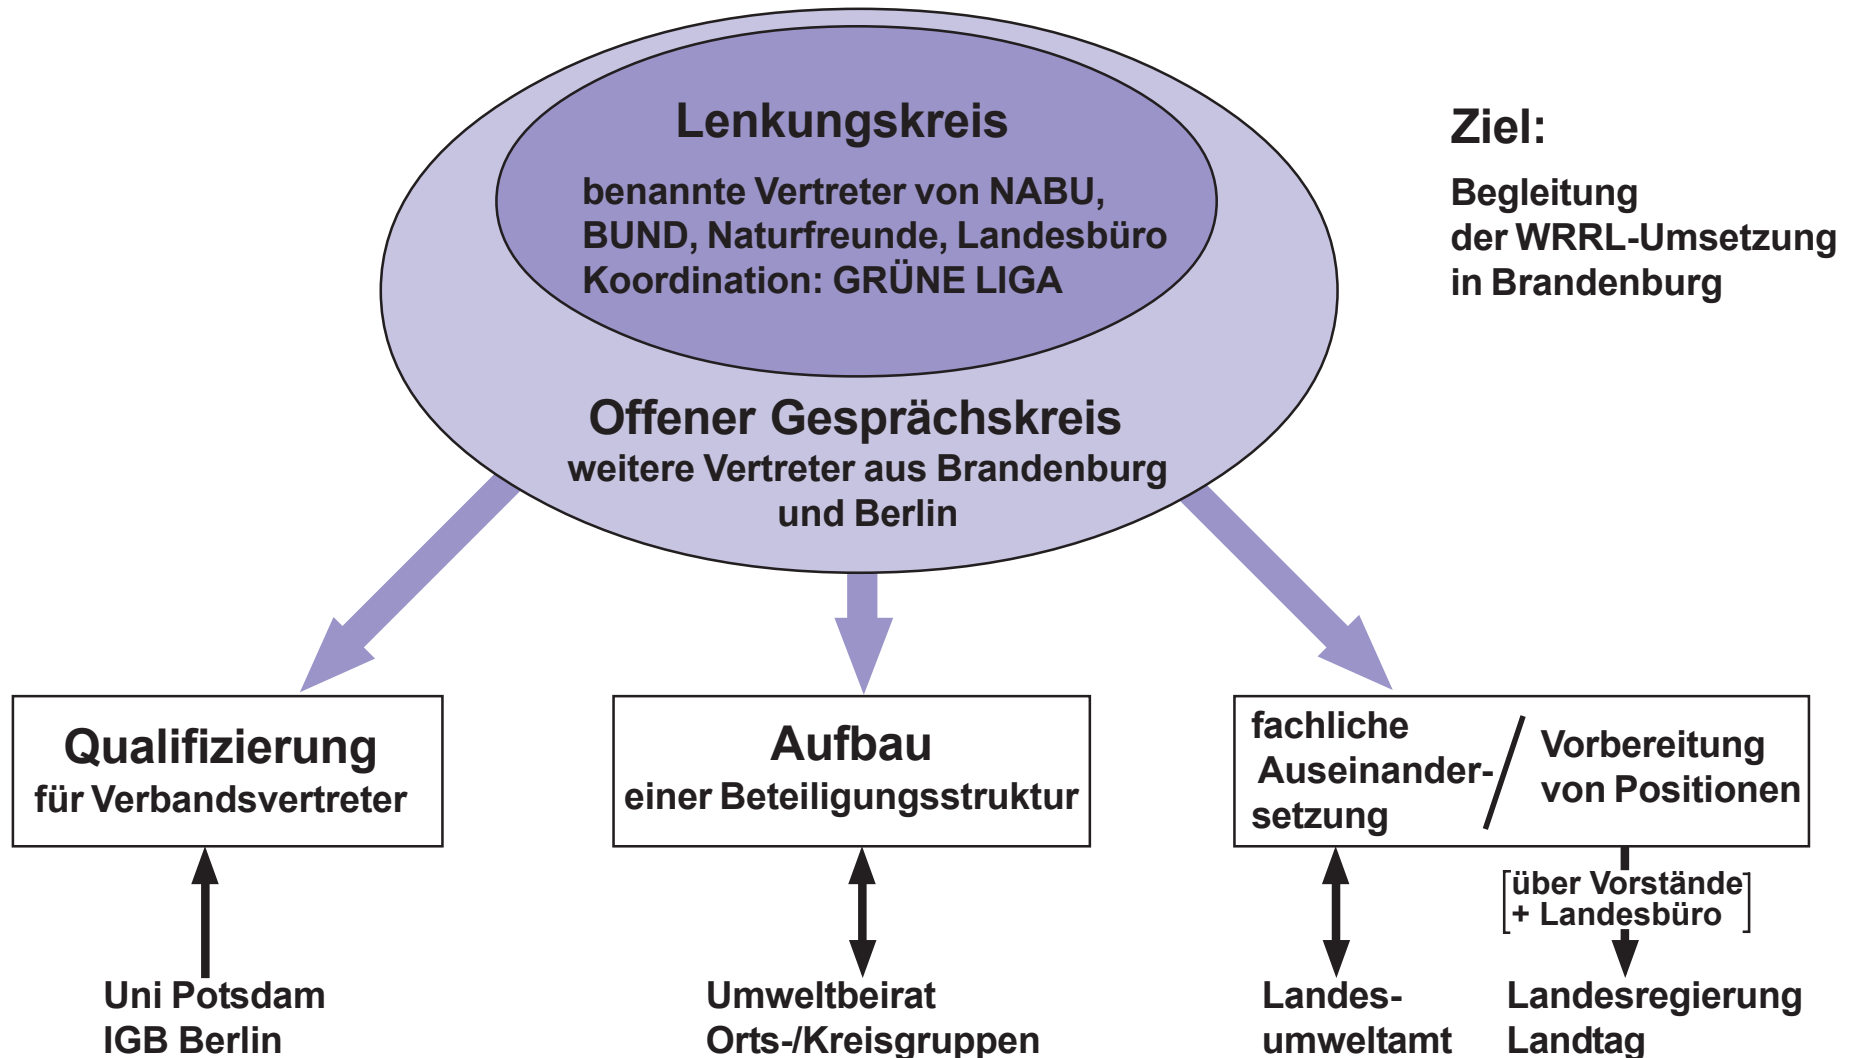 Lenkungskreis
benannte Vertreter von NABU,
BUND, Naturfreunde, Landesbüro
Koordination: GRÜNE LIGA
Ziel:
Begleitung
der WRRL-Umsetzung
in Brandenburg
Offener Gesprächskreis
weitere Vertreter aus Brandenburg
und Berlin
Qualifizierung
für Verbandsvertreter
Aufbau
einer Beteiligungsstruktur
fachliche
Auseinander-
setzung
/
Vorbereitung
von Positionen
[über Vorstände
+ Landesbüro]
Uni Potsdam
IGB Berlin
Umweltbeirat
Orts-/Kreisgruppen
Landes-
umweltamt
Landesregierung
Landtag